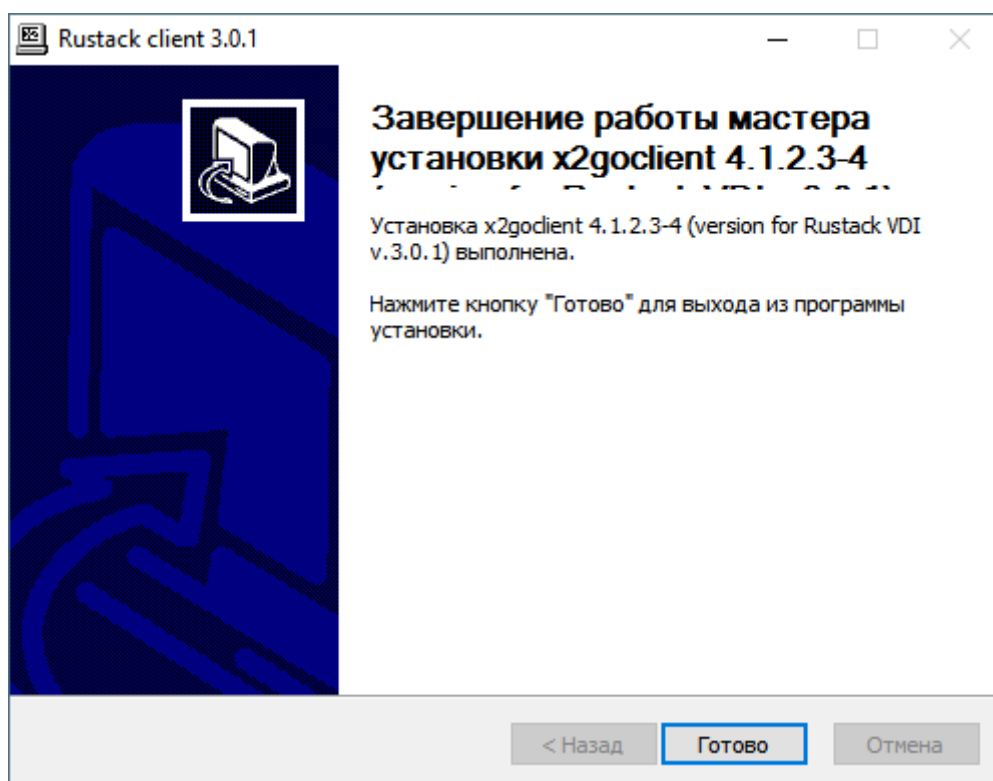 Rustack client 3.0.1
Завершение работы мастера
установки x2goclient 4.1.2.3-4
Установка x2goclient 4.1.2.3-4 (version for Rustack VDI
v.3.0.1) выполнена.
Нажмите кнопку "Готово" для выхода из программы
установки.
< Назад
Готово
Отмена